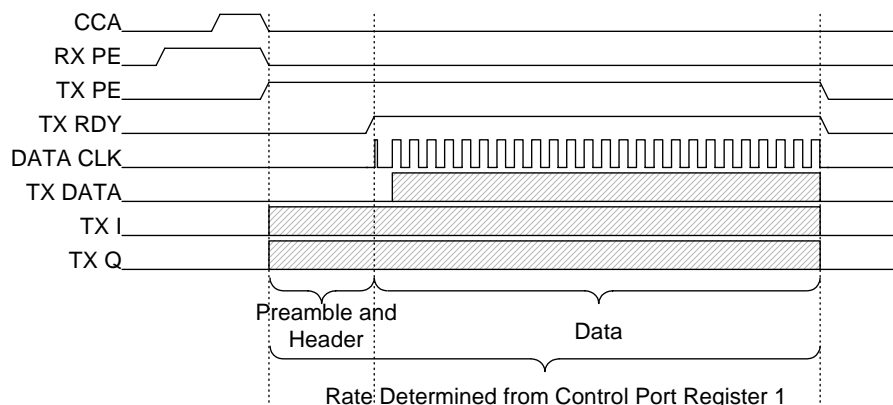 CCA
RX PE
TX PE
TX RDY
DATA CLK
TX DATA
TX I
TX Q
Preamble and
Header
Data
Rate Determined from Control Port Register 1